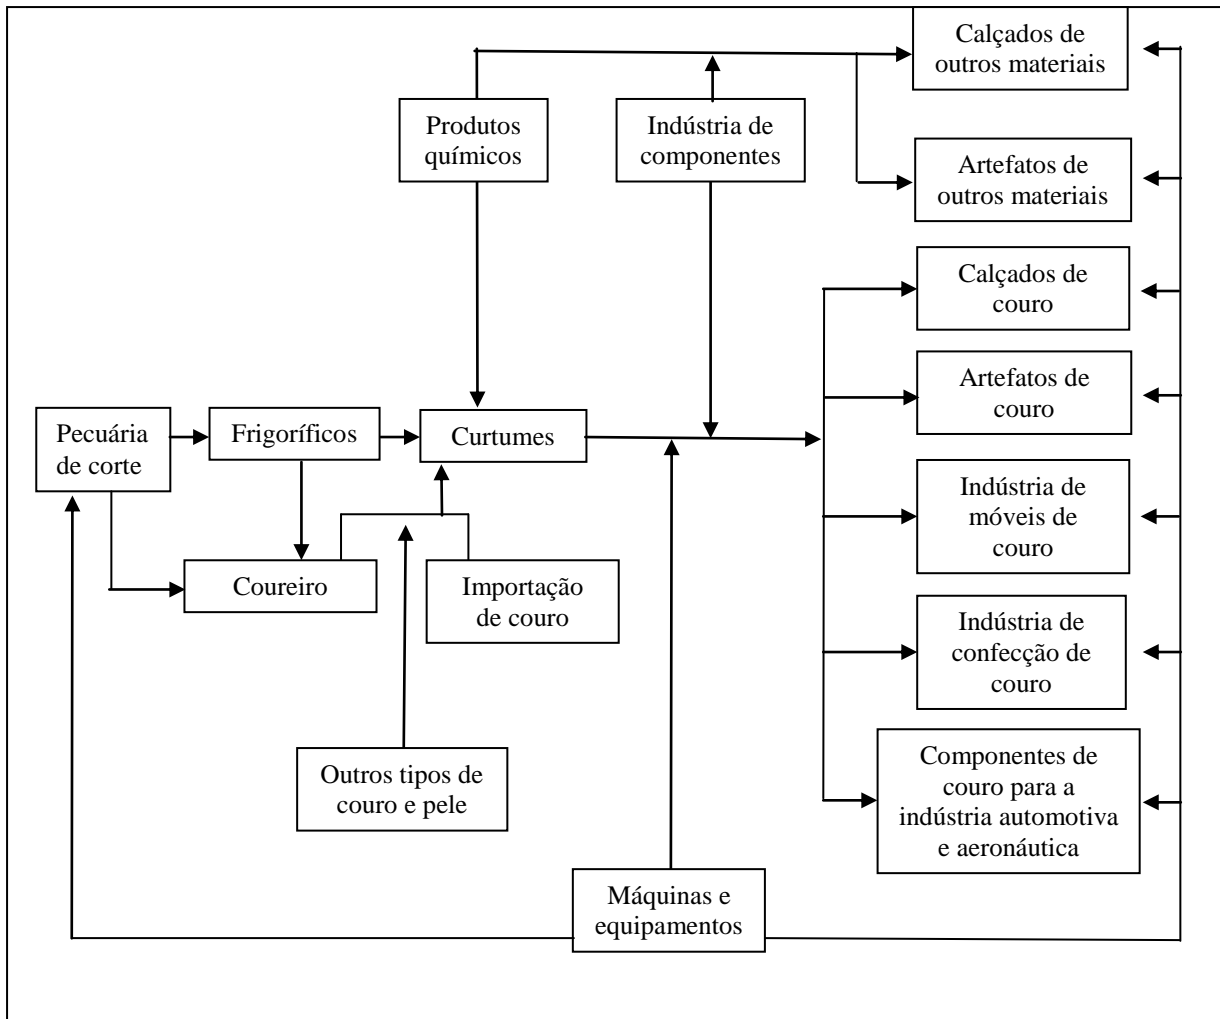 Calçados de
outros materiais
Produtos
químicos
Indústria de
componentes
Artefatos de
outros materiais
Calçados de
couro
Artefatos de
couro
Pecuária
de corte
Frigoríficos
Curtumes
Indústria de
móveis de
couro
Coureiro
Importação
de couro
Indústria de
confecção de
couro
Outros tipos de
couro e pele
Componentes de
couro para a
indústria automotiva
e aeronáutica
Máquinas e
equipamentos